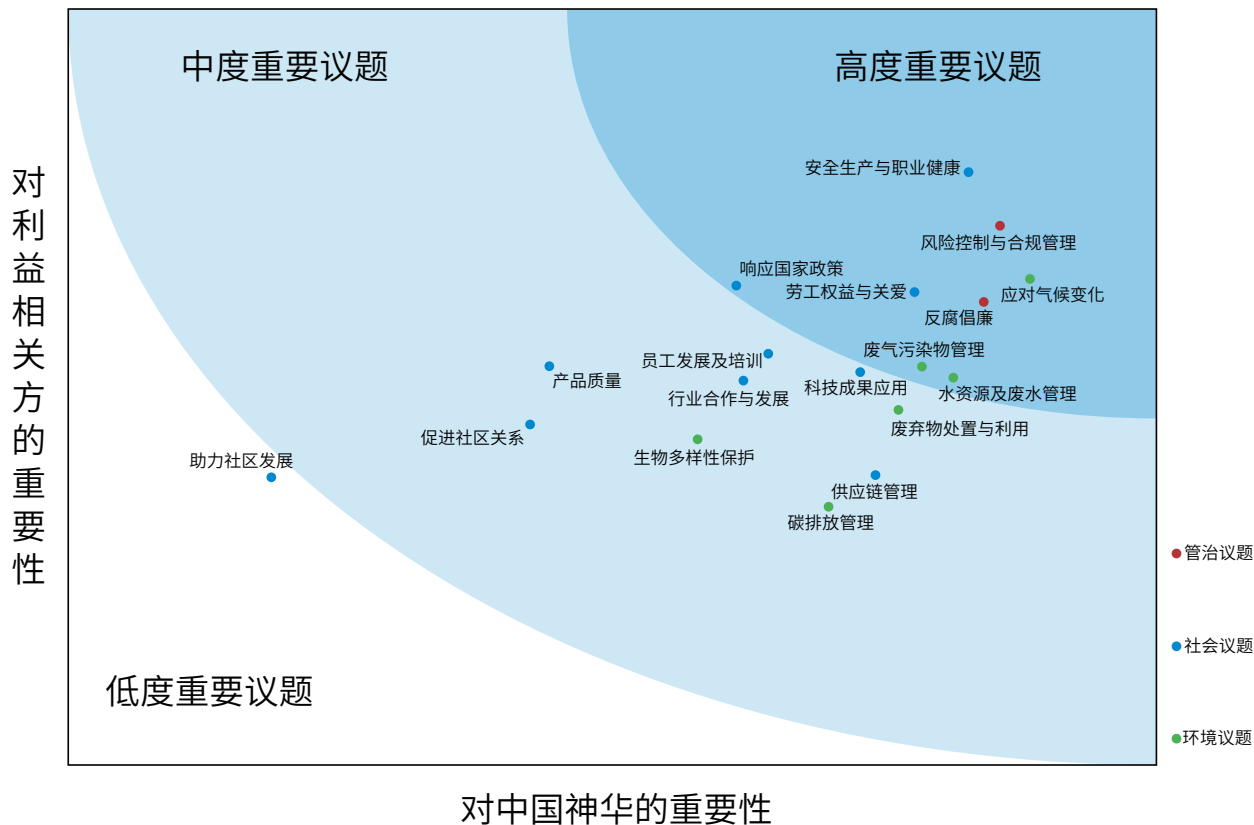 中度重要议题
高度重要议题
对利益相关方的重要性
安全生产与职业健康
风险控制与合规管理
响应国家政策
劳工权益与关爱
应对气候变化
反腐倡廉
废气污染物管理
员工发展及培训
产品质量
科技成果应用
水资源及废水管理
行业合作与发展
废弃物处置与利用
促进社区关系
生物多样性保护
助力社区发展
供应链管理
碳排放管理
管治议题
社会议题
低度重要议题
环境议题
对中国神华的重要性